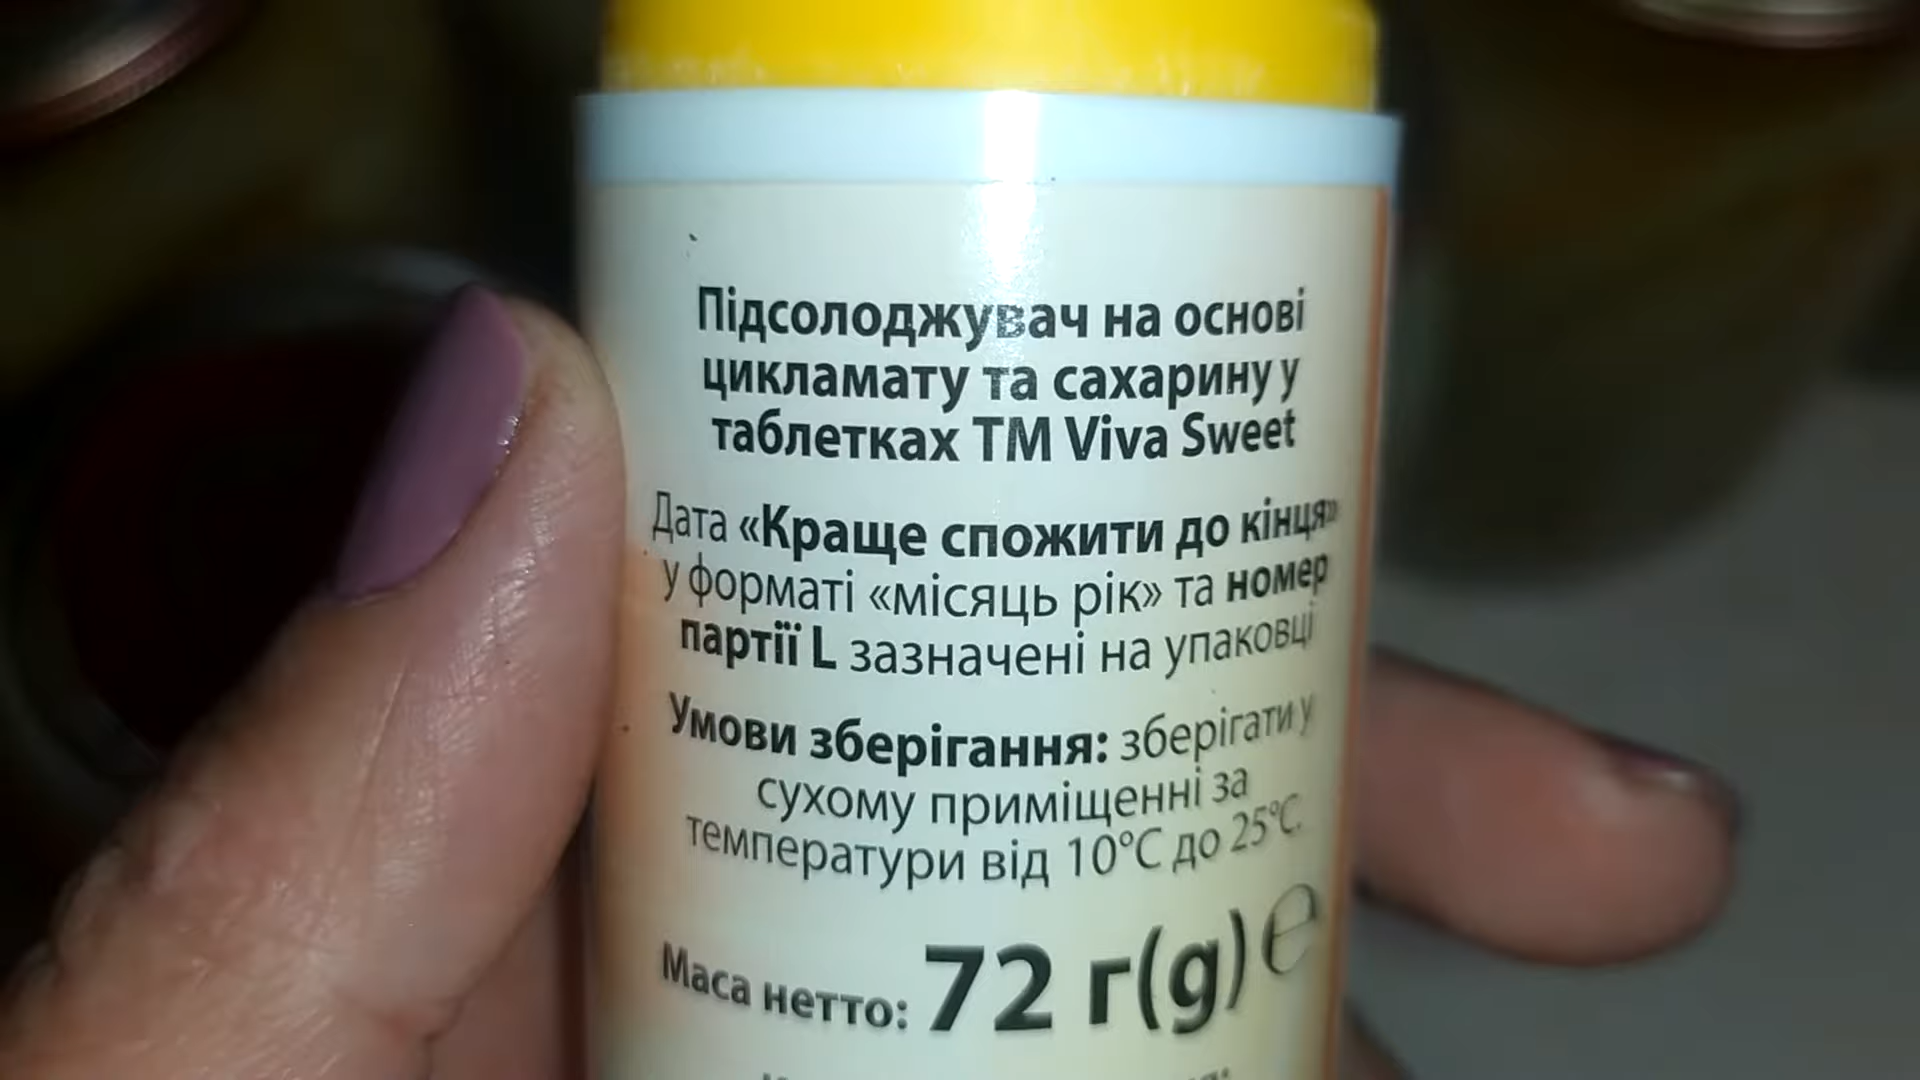 Підсолоджувач на основі
цикламату та сахарину у
таблетках ТМ Viva Sweet
Дата «Краще спожити до кінця»
у форматі «місяць рік» та номер
партії L зазначені на упаковці
Умови зберігання: зберігати у
сухому приміщенні за
температури від 10°С до 25°С.
Маса нетто: 72 г(g) ℮